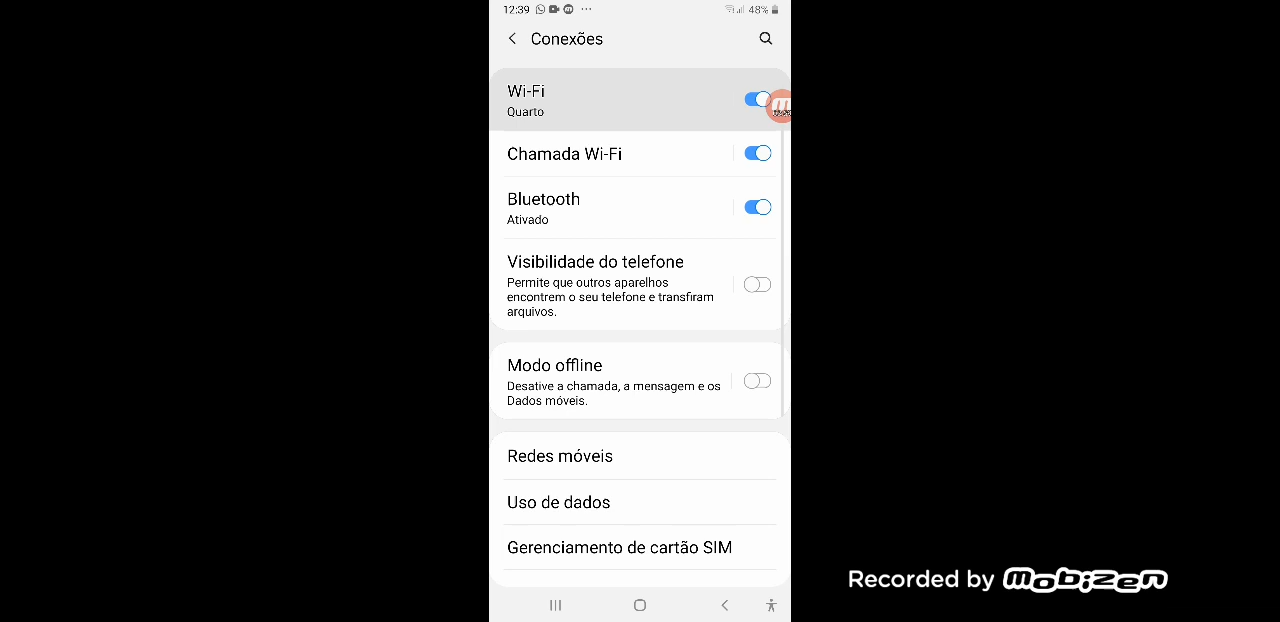 12:39 48%
Conexões
Wi-Fi
Quarto
Chamada Wi-Fi
Bluetooth
Ativado
Visibilidade do telefone
Permite que outros aparelhos
encontrem o seu telefone e transfiram
arquivos.
Modo offline
Desative a chamada, a mensagem e os
Dados móveis.
Redes móveis
Uso de dados
Gerenciamento de cartão SIM
Recorded by mobizen